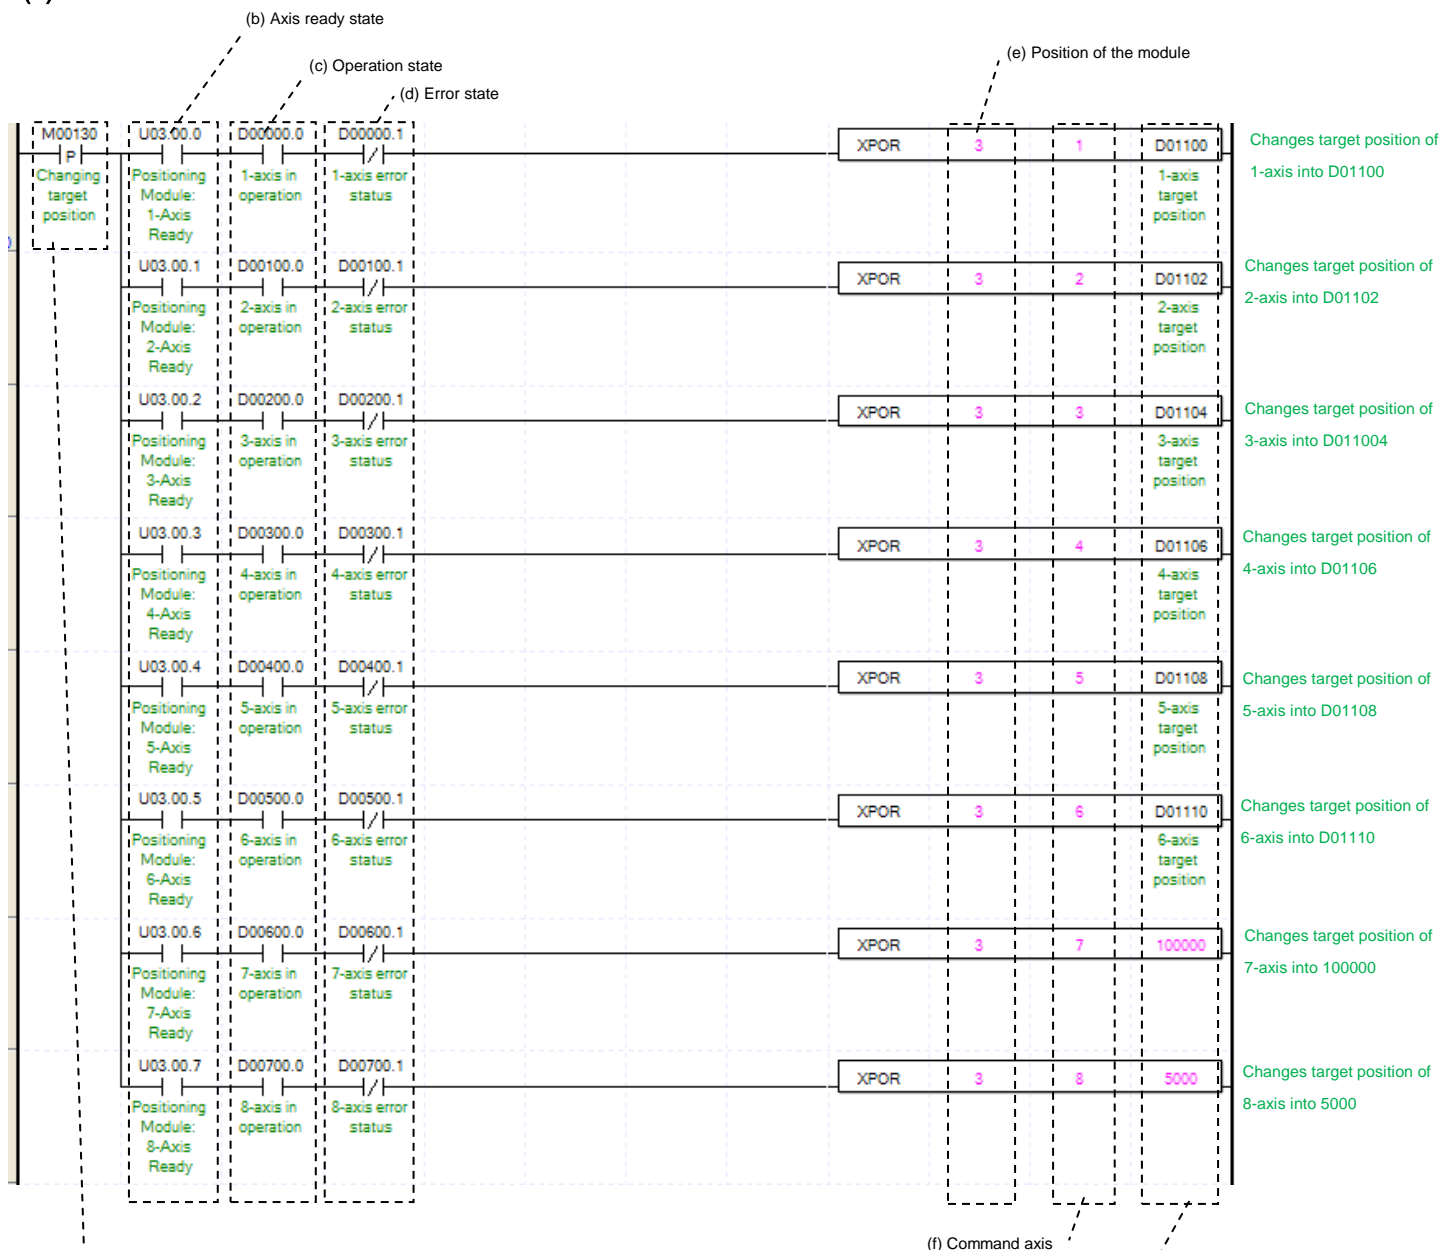 (b) Axis ready state
(c) Operation state
(d) Error state
(e) Position of the module
M00130 U03.00.0 D00000.0 D00000.1
P
XPOR 3 1 D01100
Changing target position
Positioning Module: 1-Axis Ready
1-axis in operation
1-axis error status
1-axis target position
Changes target position of
1-axis into D01100
U03.00.1 D00100.0 D00100.1
XPOR 3 2 D01102
Positioning Module: 2-Axis Ready
2-axis in operation
2-axis error status
2-axis target position
Changes target position of
2-axis into D01102
U03.00.2 D00200.0 D00200.1
XPOR 3 3 D01104
Positioning Module: 3-Axis Ready
3-axis in operation
3-axis error status
3-axis target position
Changes target position of
3-axis into D011004
U03.00.3 D00300.0 D00300.1
XPOR 3 4 D01106
Positioning Module: 4-Axis Ready
4-axis in operation
4-axis error status
4-axis target position
Changes target position of
4-axis into D01106
U03.00.4 D00400.0 D00400.1
XPOR 3 5 D01108
Positioning Module: 5-Axis Ready
5-axis in operation
5-axis error status
5-axis target position
Changes target position of
5-axis into D01108
U03.00.5 D00500.0 D00500.1
XPOR 3 6 D01110
Positioning Module: 6-Axis Ready
6-axis in operation
6-axis error status
6-axis target position
Changes target position of
6-axis into D01110
U03.00.6 D00600.0 D00600.1
XPOR 3 7 100000
Positioning Module: 7-Axis Ready
7-axis in operation
7-axis error status
Changes target position of
7-axis into 100000
U03.00.7 D00700.0 D00700.1
XPOR 3 8 5000
Positioning Module: 8-Axis Ready
8-axis in operation
8-axis error status
Changes target position of
8-axis into 5000
(f) Command axis